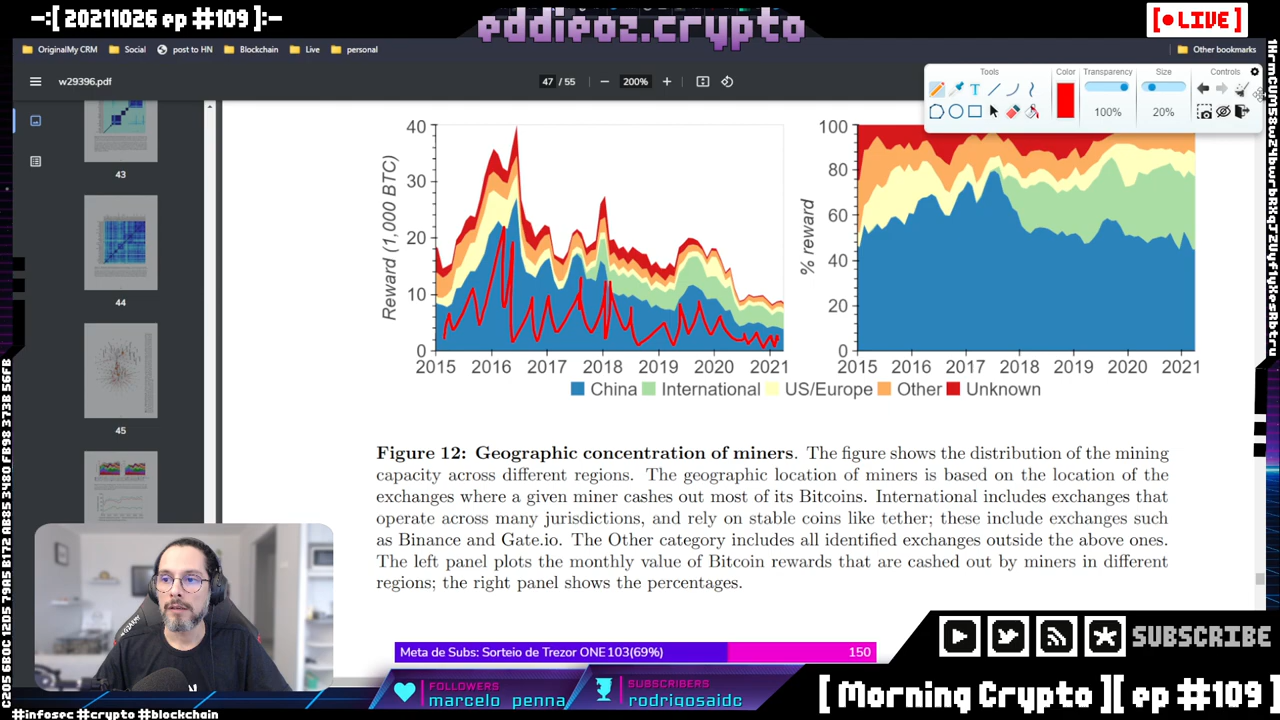 -:[ 20211026 ep #109 ]:-
eddieoz.crypto
[ LIVE ]
OriginalMy CRM
Social
post to HN
Blockchain
Live
personal
Other bookmarks
w29396.pdf
47 / 55
200%
Tools
Color
Transparency
Size
Controls
T
100%
20%
43
44
45
Reward (1,000 BTC)
40
30
20
10
0
2015 2016 2017 2018 2019 2020 2021
% reward
100
80
60
40
20
0
2015 2016 2017 2018 2019 2020 2021
China International US/Europe Other Unknown
Figure 12: Geographic concentration of miners. The figure shows the distribution of the mining
capacity across different regions. The geographic location of miners is based on the location of the
exchanges where a given miner cashes out most of its Bitcoins. International includes exchanges that
operate across many jurisdictions, and rely on stable coins like tether; these include exchanges such
as Binance and Gate.io. The Other category includes all identified exchanges outside the above ones.
The left panel plots the monthly value of Bitcoin rewards that are cashed out by miners in different
regions; the right panel shows the percentages.
Meta de Subs: Sorteio de Trezor ONE 103(69%)
150
SUBSCRIBE
FOLLOWERS
marcelo penna
SUBSCRIBERS
rodrigosaidc
[ Morning Crypto ][ ep #109 ]
#infosec #crypto #blockchain